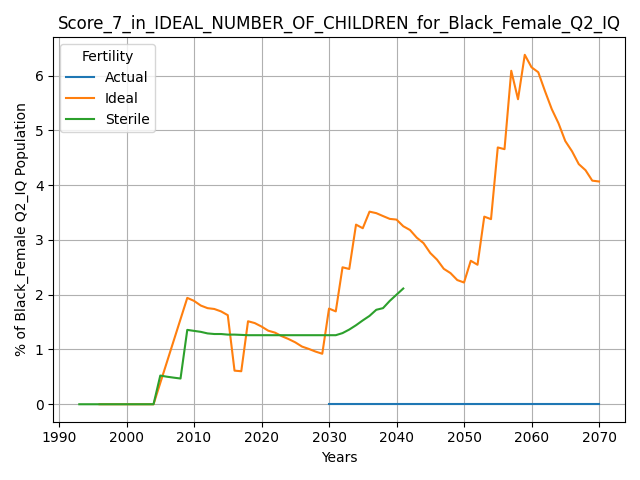 Score_7_in_IDEAL_NUMBER_OF_CHILDREN_for_Black_Female_Q2_IQ
Fertility
Actual
Ideal
Sterile
% of Black_Female Q2_IQ Population
6
5
4
3
2
1
0
1990 2000 2010 2020 2030 2040 2050 2060 2070
Years